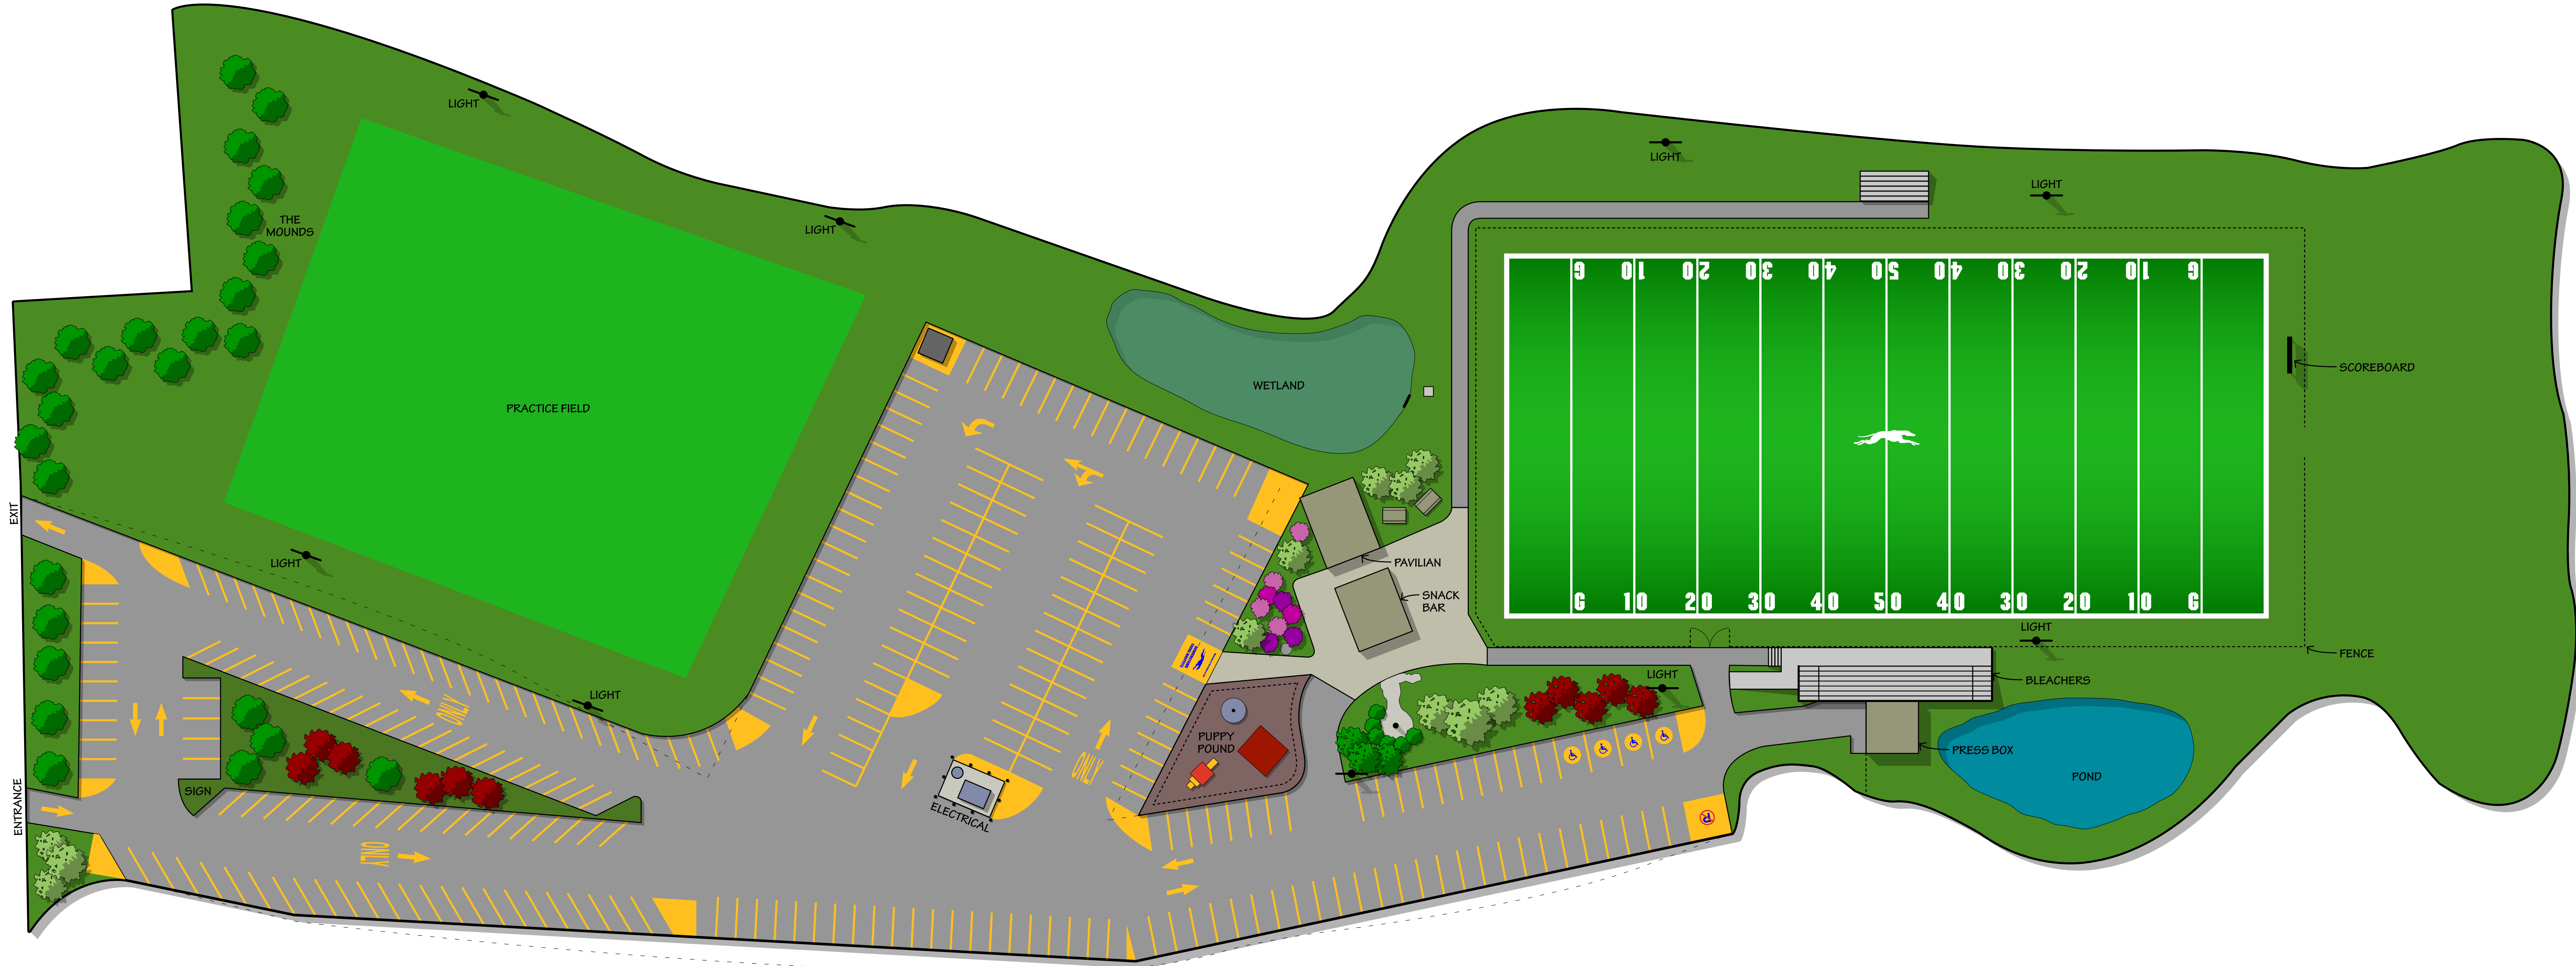 LIGHT
LIGHT
LIGHT
LIGHT
THE
MOUNDS
G 10 20 30 40 50 40 30 20 10 G
SCOREBOARD
WETLAND
PRACTICE FIELD
EXIT
LIGHT
PAVILIAN
SNACK
BAR
G 10 20 30 40 50 40 30 20 10 G
LIGHT
FENCE
LIGHT
BLEACHERS
LIGHT
ONLY
PUPPY
POUND
PRESS BOX
ONLY
POND
SIGN
ENTRANCE
ELECTRICAL
R
ONLY